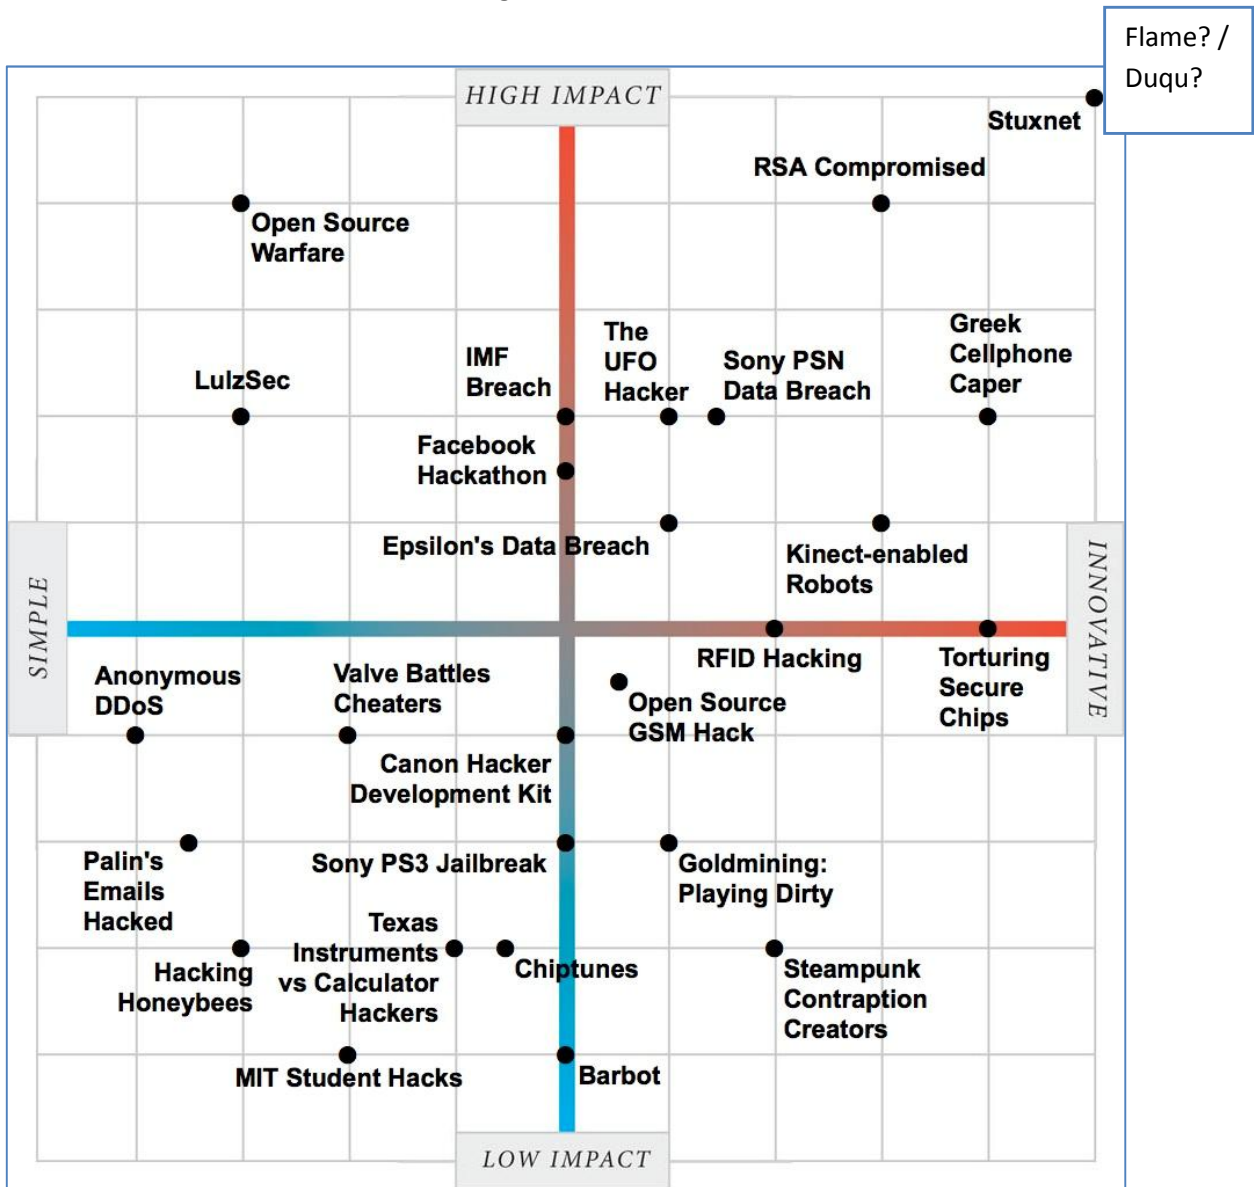 Flame? /
Duqu?
HIGH IMPACT
Stuxnet
RSA Compromised
Open Source
Warfare
Greek
Cellphone
Caper
The
UFO
Hacker
Sony PSN
Data Breach
IMF
Breach
LulzSec
Facebook
Hackathon
Epsilon's Data Breach
Kinect-enabled
Robots
SIMPLE
INNOVATIVE
RFID Hacking
Torturing
Secure
Chips
Anonymous
DDoS
Valve Battles
Cheaters
Open Source
GSM Hack
Canon Hacker
Development Kit
Palin's
Emails
Hacked
Sony PS3 Jailbreak
Goldmining:
Playing Dirty
Texas
Instruments
vs Calculator
Hackers
Hacking
Honeybees
Chiptunes
Steampunk
Contraption
Creators
MIT Student Hacks
Barbot
LOW IMPACT